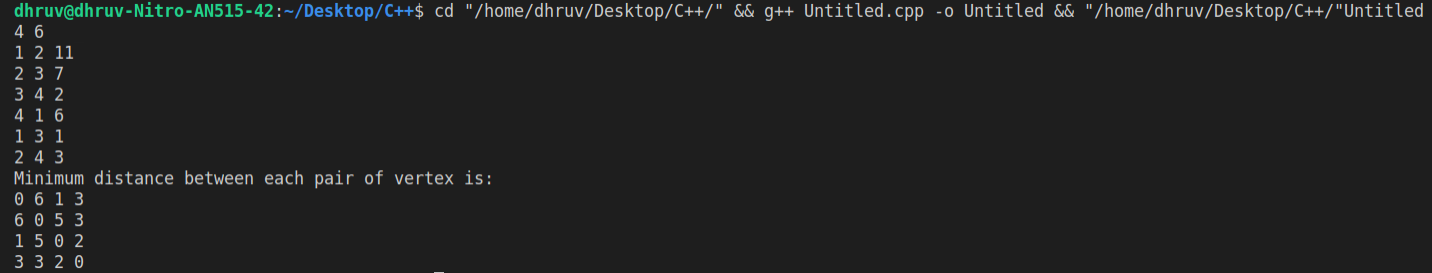 dhruv@dhruv-Nitro-AN515-42:~/Desktop/C++$ cd "/home/dhruv/Desktop/C++/" && g++ Untitled.cpp -o Untitled && "/home/dhruv/Desktop/C++/"Untitled
4 6
1 2 11
2 3 7
3 4 2
4 1 6
1 3 1
2 4 3
Minimum distance between each pair of vertex is:
0 6 1 3
6 0 5 3
1 5 0 2
3 3 2 0